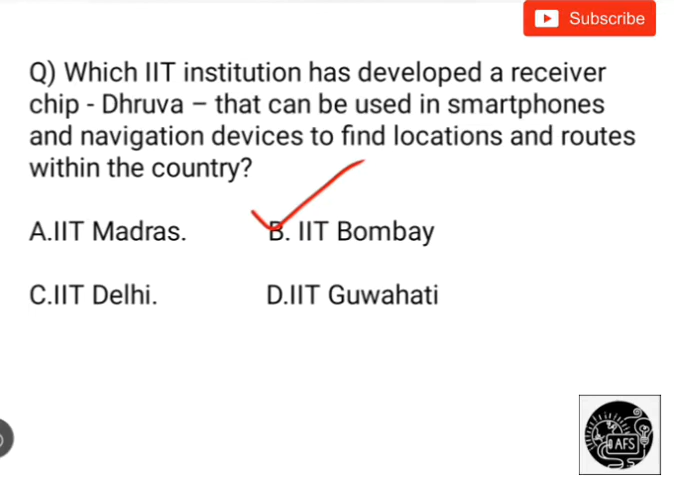 Subscribe
Q) Which IIT institution has developed a receiver
chip - Dhruva – that can be used in smartphones
and navigation devices to find locations and routes
within the country?
A.IIT Madras.
B. IIT Bombay
C.IIT Delhi.
D.IIT Guwahati
AFS